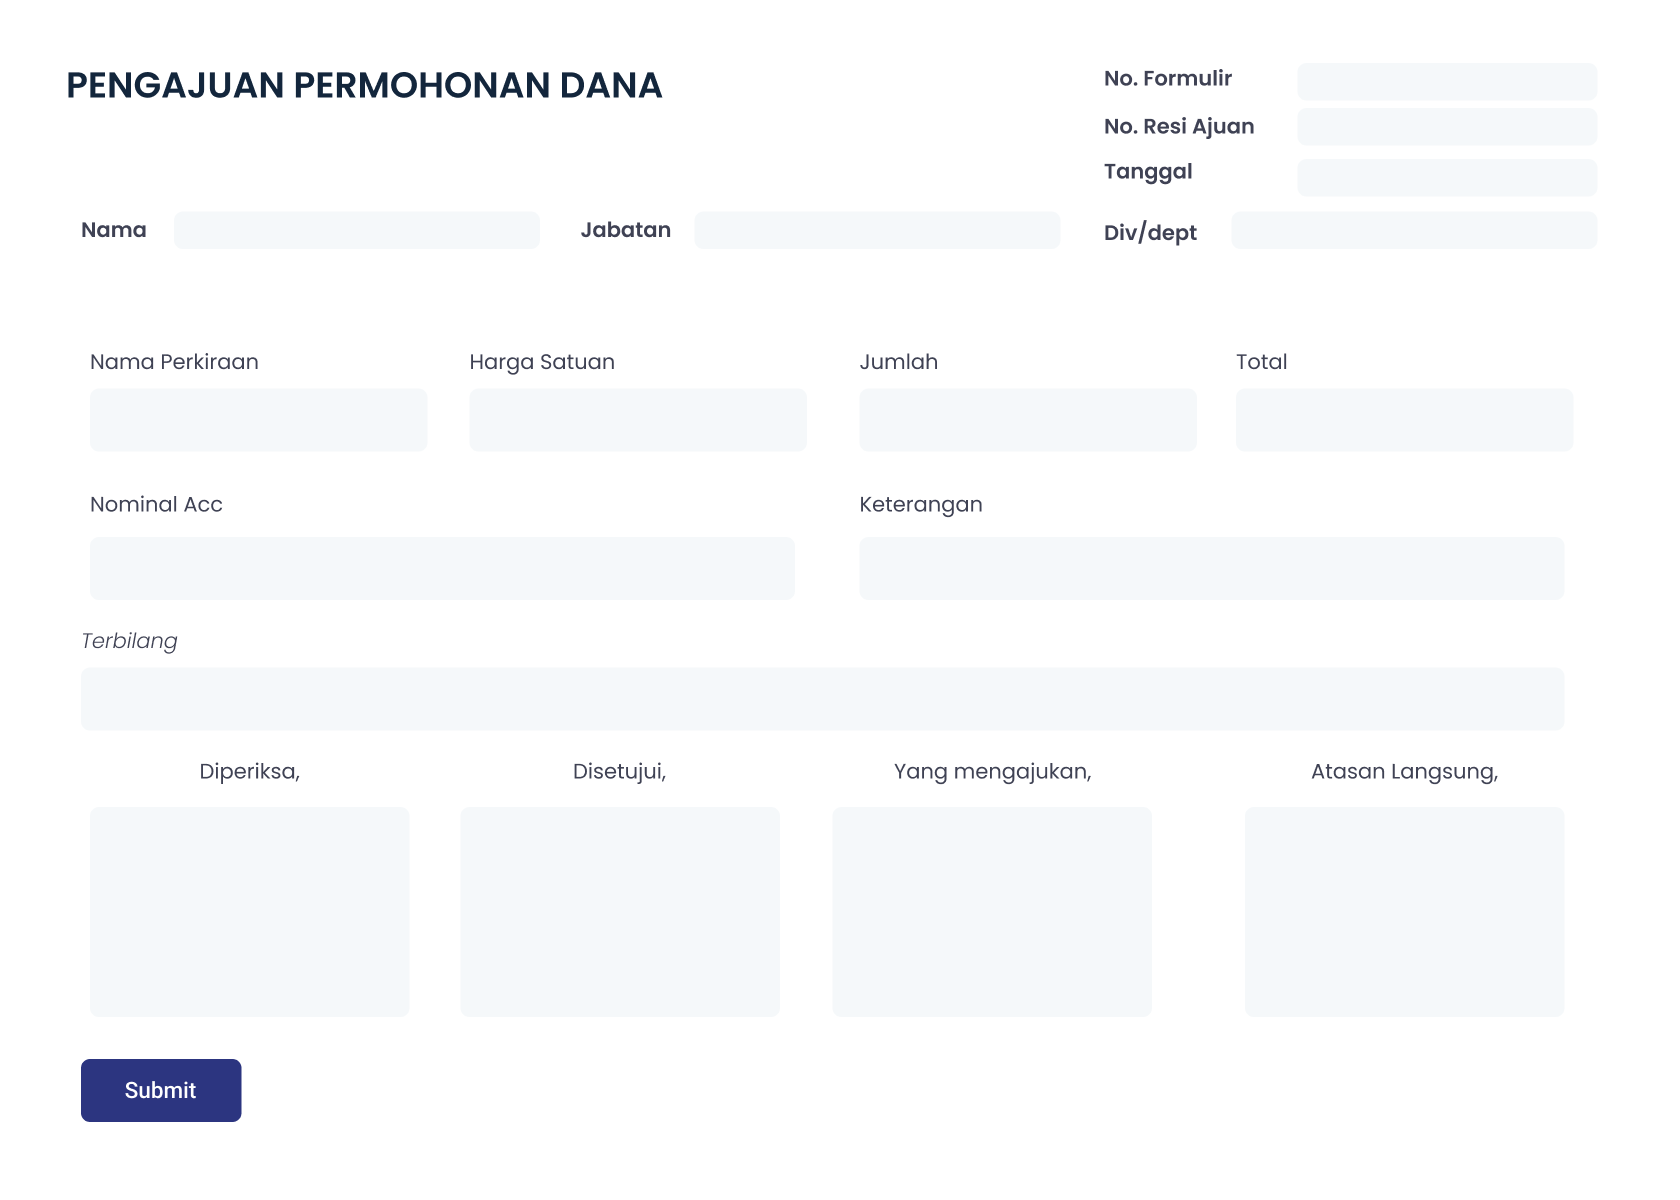 PENGAJUAN PERMOHONAN DANA
No. Formulir
No. Resi Ajuan
Tanggal
Nama
Jabatan
Div/dept
Nama Perkiraan
Harga Satuan
Jumlah
Total
Nominal Acc
Keterangan
Terbilang
Diperiksa,
Disetujui,
Yang mengajukan,
Atasan Langsung,
Submit